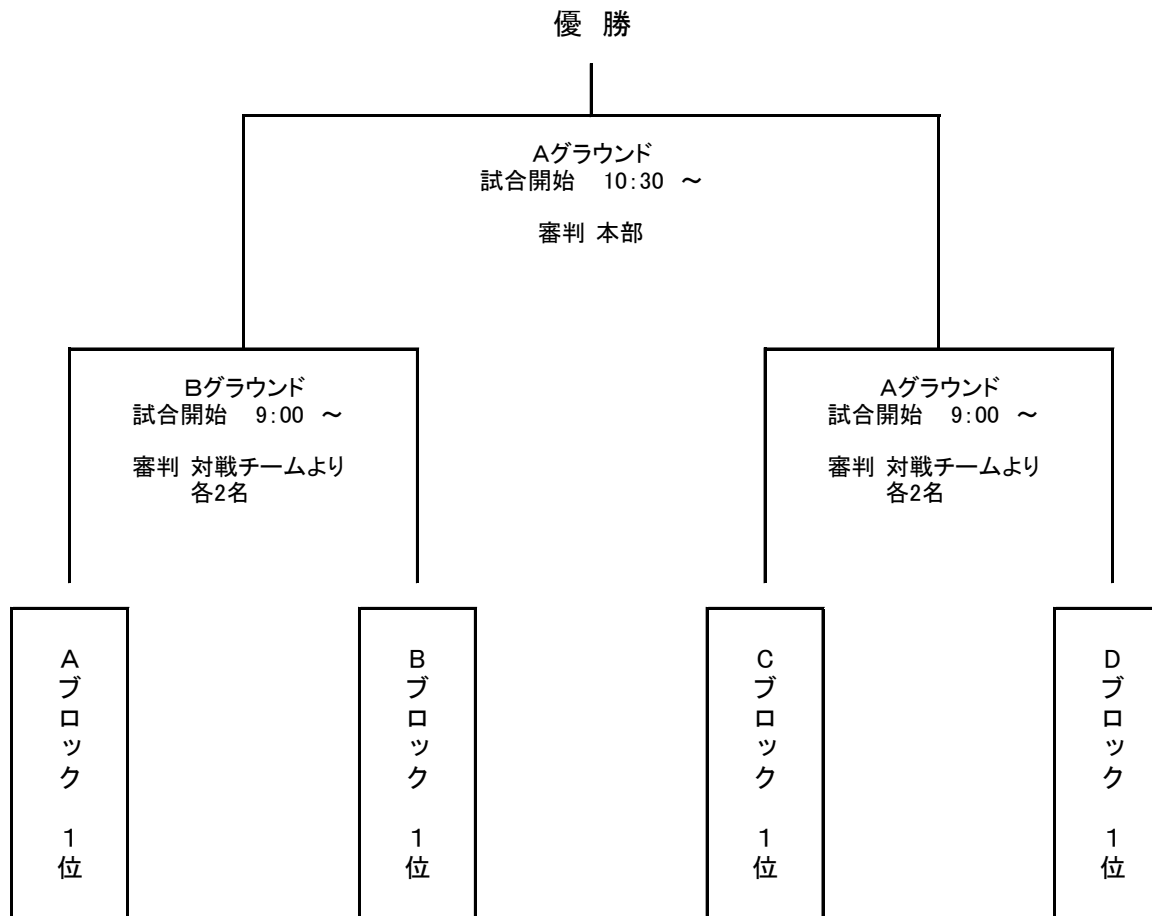 優 勝
Aグラウンド
試合開始 10:30 ～
審判 本部
Bグラウンド
試合開始 9:00 ～
審判 対戦チームより
各2名
Aグラウンド
試合開始 9:00 ～
審判 対戦チームより
各2名
Aブロック 1位
Bブロック 1位
Cブロック 1位
Dブロック 1位